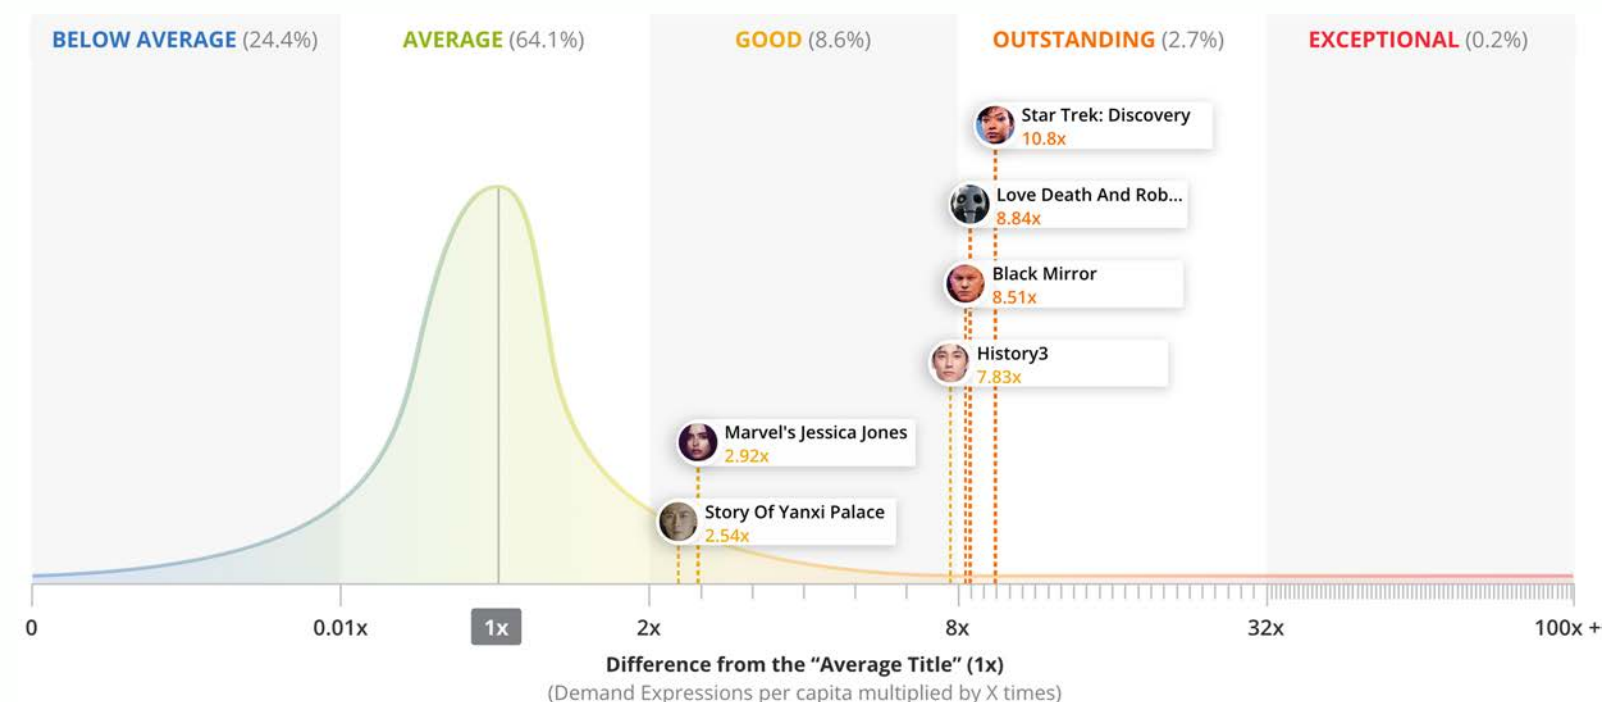 BELOW AVERAGE (24.4%)
AVERAGE (64.1%)
GOOD (8.6%)
OUTSTANDING (2.7%)
EXCEPTIONAL (0.2%)
Star Trek: Discovery
10.8x
Love Death And Rob...
8.84x
Black Mirror
8.51x
History3
7.83x
Marvel's Jessica Jones
2.92x
Story Of Yanxi Palace
2.54x
0
0.01x
1x
2x
8x
32x
100x +
Difference from the “Average Title” (1x)
(Demand Expressions per capita multiplied by X times)